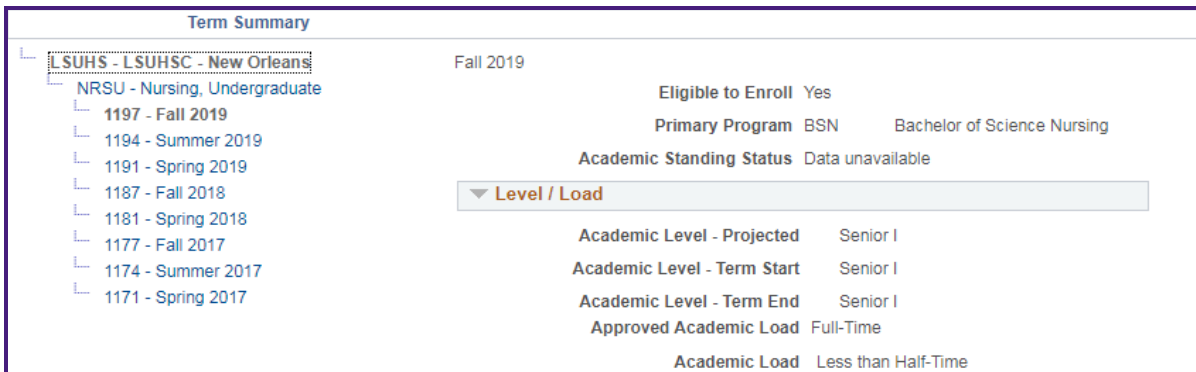 Term Summary
LSUHS - LSUHSC - New Orleans
NRSU - Nursing, Undergraduate
1197 - Fall 2019
1194 - Summer 2019
1191 - Spring 2019
1187 - Fall 2018
1181 - Spring 2018
1177 - Fall 2017
1174 - Summer 2017
1171 - Spring 2017
Fall 2019
Eligible to Enroll Yes
Primary Program BSN Bachelor of Science Nursing
Academic Standing Status Data unavailable
Level / Load
Academic Level - Projected Senior I
Academic Level - Term Start Senior I
Academic Level - Term End Senior I
Approved Academic Load Full-Time
Academic Load Less than Half-Time